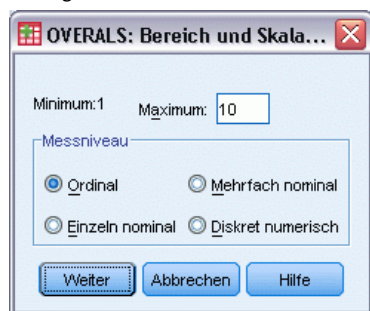 OVERALS: Bereich und Skala...
Minimum:1 Maximum: 10
Messniveau
Ordinal Mehrfach nominal
Einzeln nominal Diskret numerisch
Weiter Abbrechen Hilfe